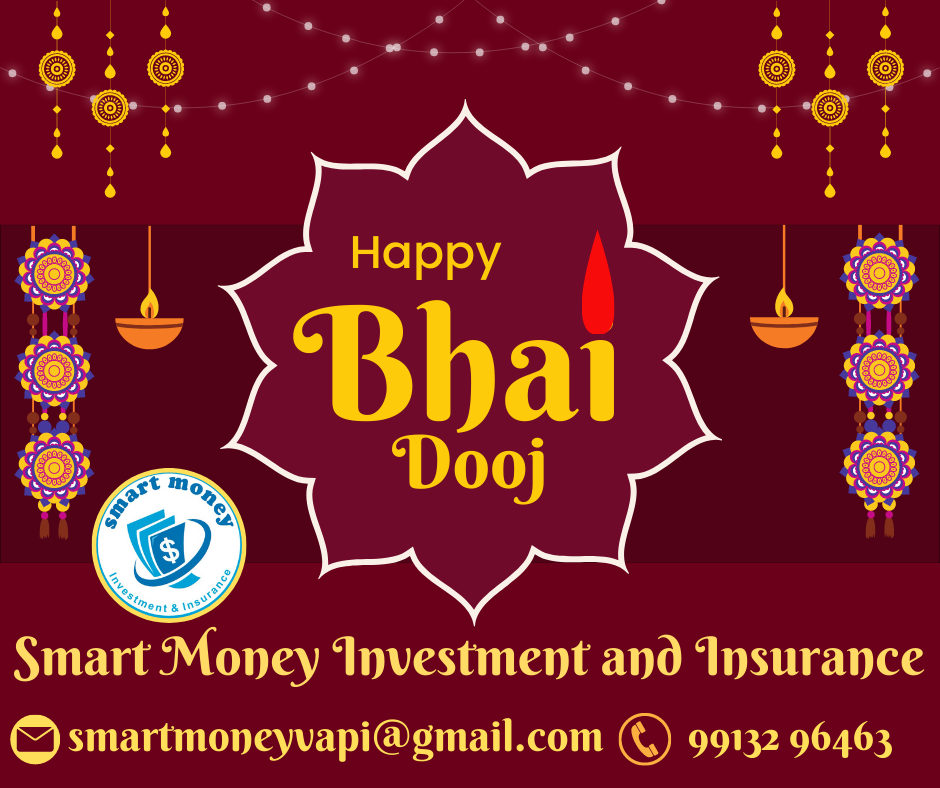 Happy
Bhai
Dooj
smart money
$
Investment & Insurance
Smart Money Investment and Insurance
smartmoneyvapi@gmail.com 99132 96463